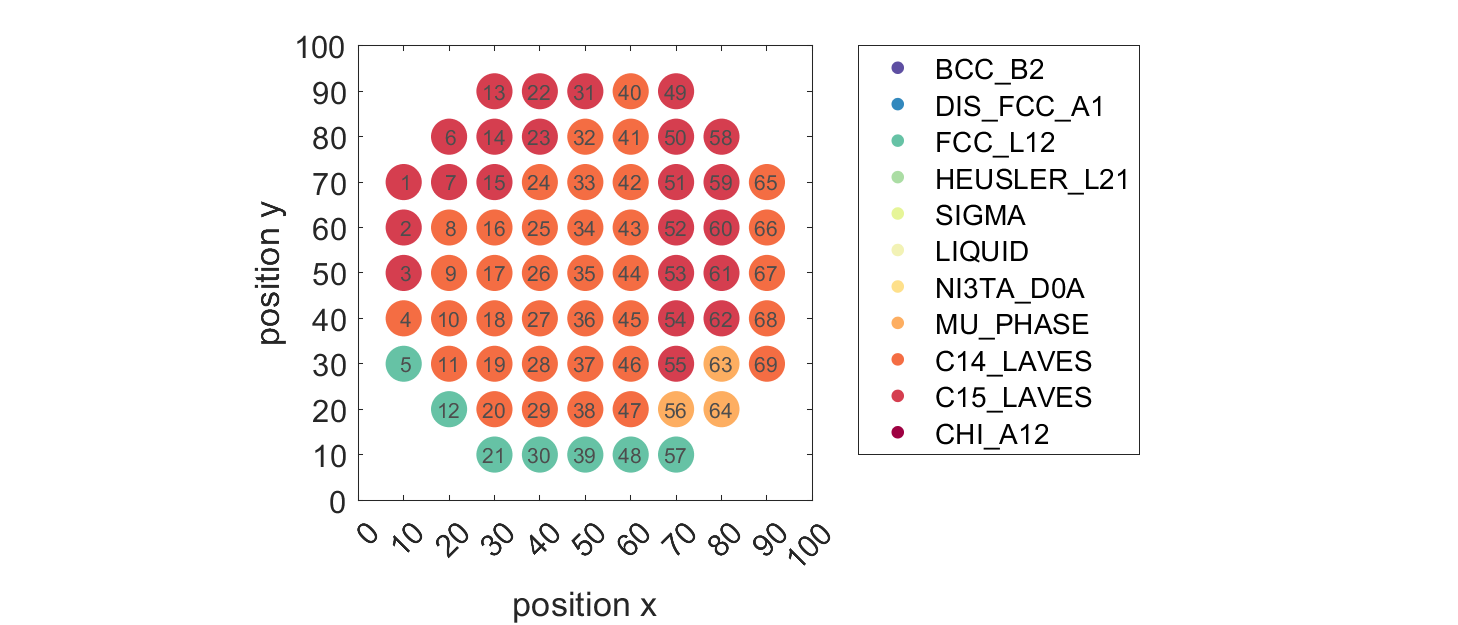 100
90
80
70
60
50
40
30
20
10
0
position y
13 22 31 40 49
6 14 23 32 41 50 58
1 7 15 24 33 42 51 59 65
2 8 16 25 34 43 52 60 66
3 9 17 26 35 44 53 61 67
4 10 18 27 36 45 54 62 68
5 11 19 28 37 46 55 63 69
12 20 29 38 47 56 64
21 30 39 48 57
0 10 20 30 40 50 60 70 80 90 100
position x
BCC_B2
DIS_FCC_A1
FCC_L12
HEUSLER_L21
SIGMA
LIQUID
NI3TA_D0A
MU_PHASE
C14_LAVES
C15_LAVES
CHI_A12